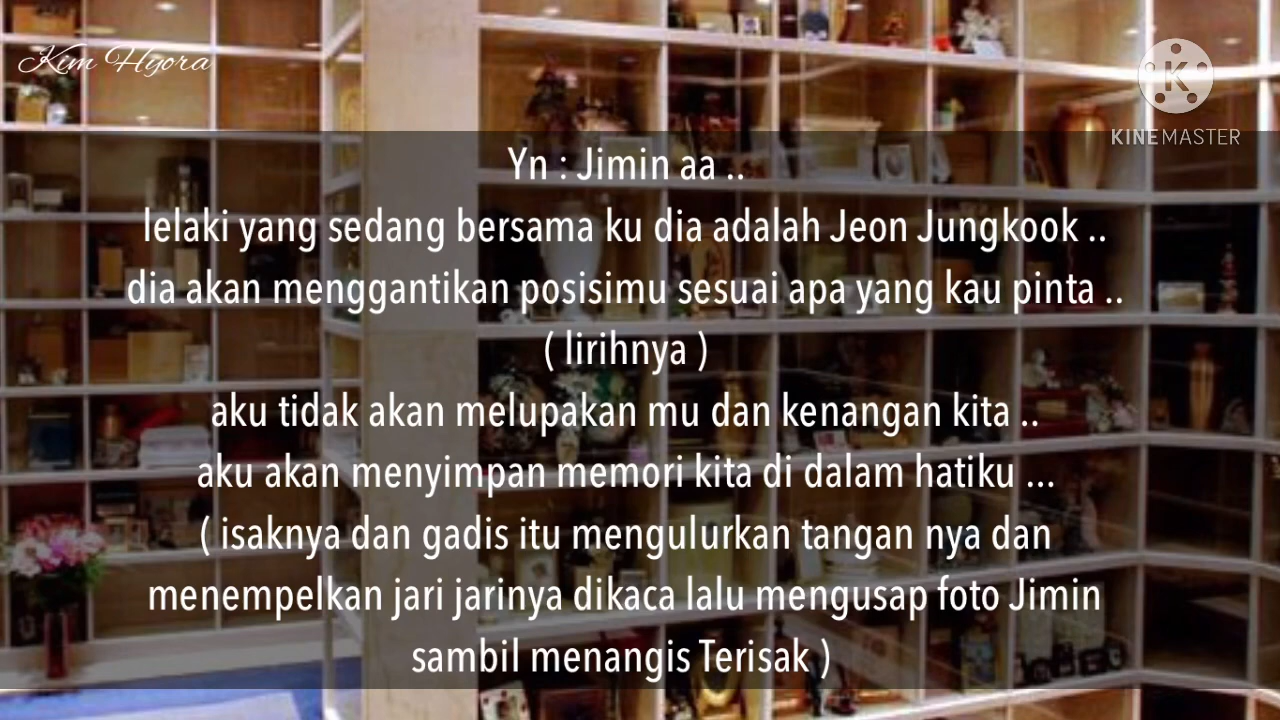 Kim Hyora
KINEMASTER
Yn : Jimin aa ..
lelaki yang sedang bersama ku dia adalah Jeon Jungkook ..
dia akan menggantikan posisimu sesuai apa yang kau pinta ..
( lirihnya )
aku tidak akan melupakan mu dan kenangan kita ..
aku akan menyimpan memori kita di dalam hatiku ...
( isaknya dan gadis itu mengulurkan tangan nya dan
menempelkan jari jarinya dikaca lalu mengusap foto Jimin
sambil menangis Terisak )